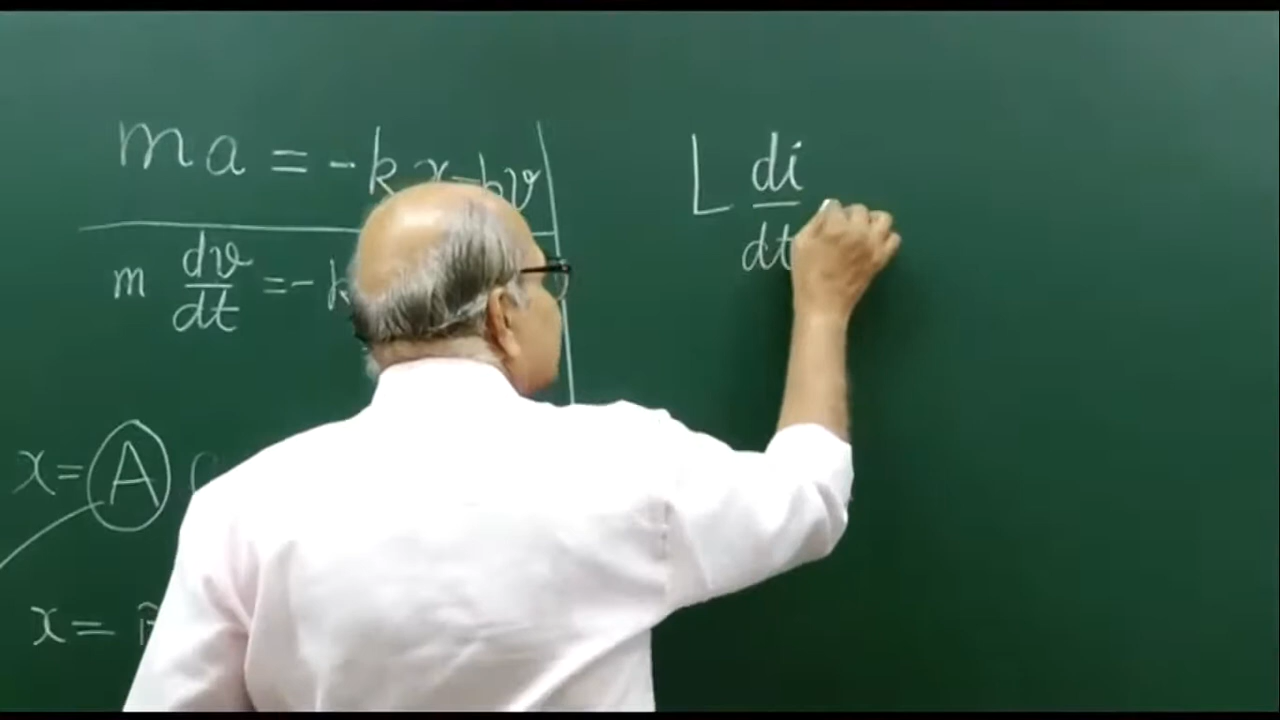 ma = -kx-bv
m dv/dt = -k
x= A
x=
L di/dt